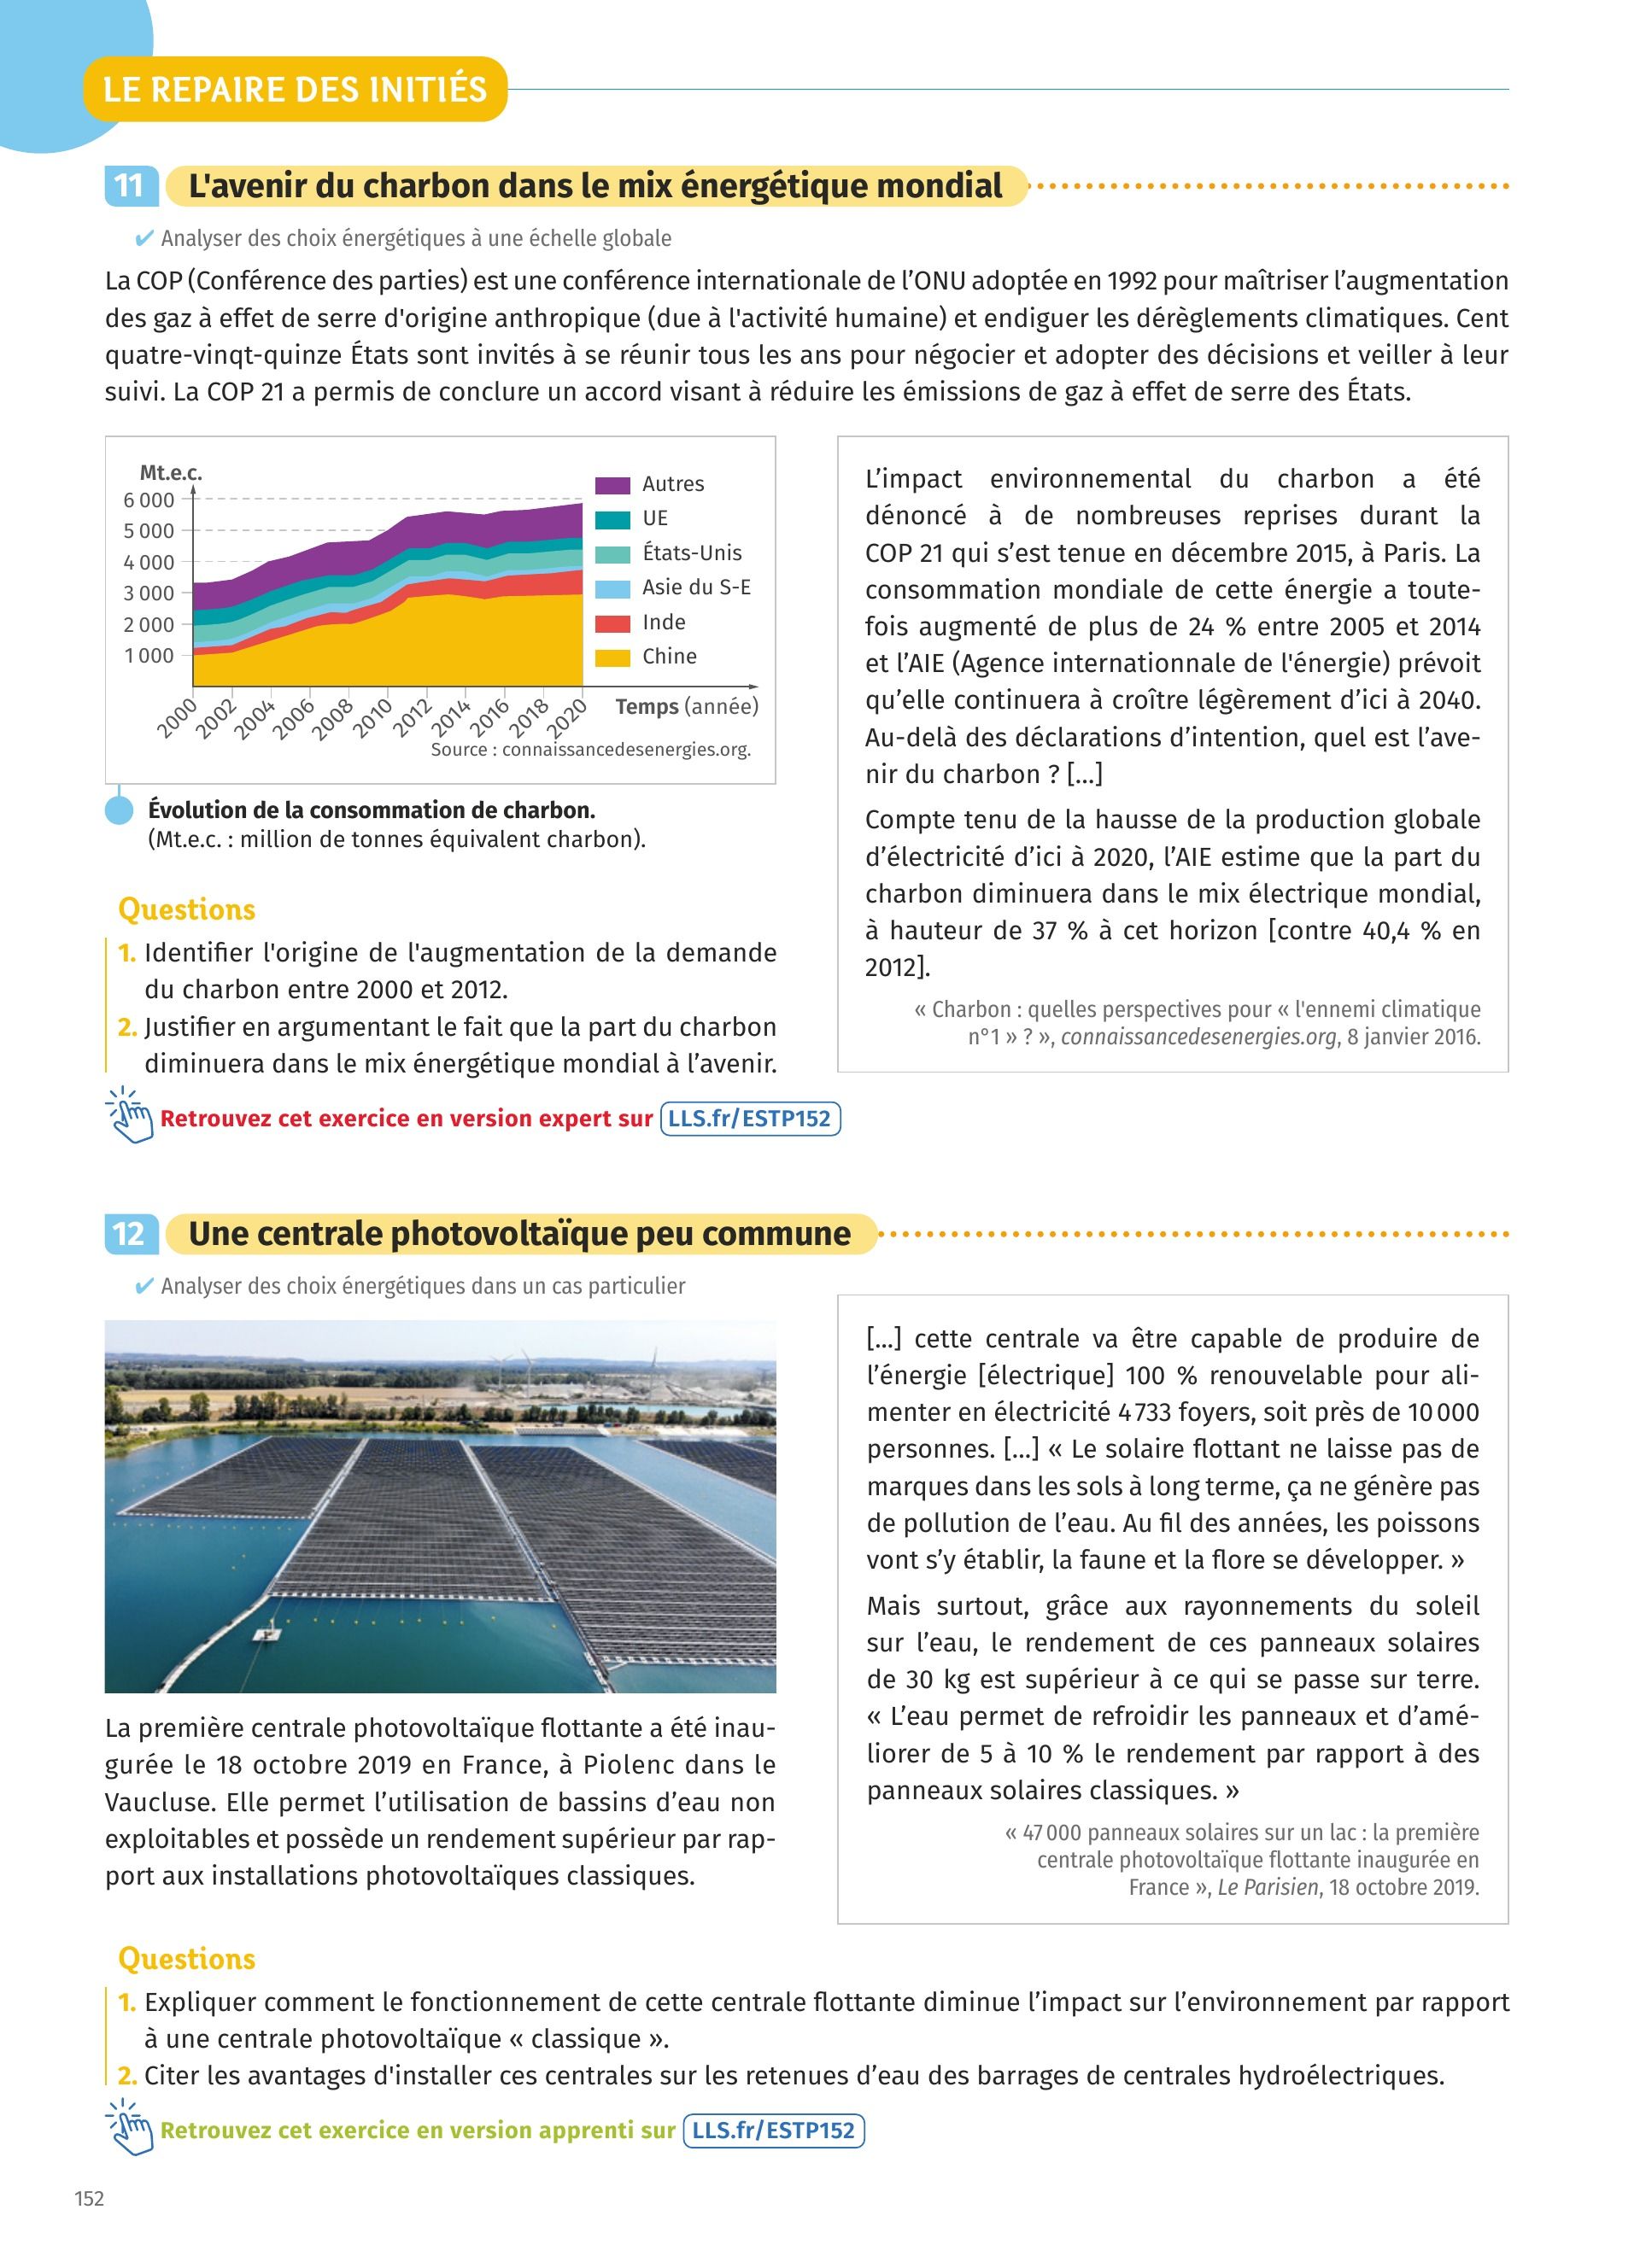 LE REPAIRE DES INITIÉS
11 L'avenir du charbon dans le mix énergétique mondial
✔ Analyser des choix énergétiques à une échelle globale
La COP (Conférence des parties) est une conférence internationale de l’ONU adoptée en 1992 pour maîtriser l’augmentation
des gaz à effet de serre d'origine anthropique (due à l'activité humaine) et endiguer les dérèglements climatiques. Cent
quatre-vinqt-quinze États sont invités à se réunir tous les ans pour négocier et adopter des décisions et veiller à leur
suivi. La COP 21 a permis de conclure un accord visant à réduire les émissions de gaz à effet de serre des États.
Mt.e.c.
6 000
5 000
4 000
3 000
2 000
1 000
2000
2002
2004
2006
2008
2010
2012
2014
2016
2018
2020
Temps (année)
Autres
UE
États-Unis
Asie du S-E
Inde
Chine
Source : connaissancedesenergies.org.
Évolution de la consommation de charbon.
(Mt.e.c. : million de tonnes équivalent charbon).
Questions
1. Identifier l'origine de l'augmentation de la demande
du charbon entre 2000 et 2012.
2. Justifier en argumentant le fait que la part du charbon
diminuera dans le mix énergétique mondial à l’avenir.
Retrouvez cet exercice en version expert sur LLS.fr/ESTP152
L’impact environnemental du charbon a été
dénoncé à de nombreuses reprises durant la
COP 21 qui s’est tenue en décembre 2015, à Paris. La
consommation mondiale de cette énergie a toute-
fois augmenté de plus de 24 % entre 2005 et 2014
et l’AIE (Agence internationnale de l'énergie) prévoit
qu’elle continuera à croître légèrement d’ici à 2040.
Au-delà des déclarations d’intention, quel est l’ave-
nir du charbon ? [...]
Compte tenu de la hausse de la production globale
d’électricité d’ici à 2020, l’AIE estime que la part du
charbon diminuera dans le mix électrique mondial,
à hauteur de 37 % à cet horizon [contre 40,4 % en
2012].
« Charbon : quelles perspectives pour « l'ennemi climatique
n°1 » ? », connaissancedesenergies.org, 8 janvier 2016.
12 Une centrale photovoltaïque peu commune
✔ Analyser des choix énergétiques dans un cas particulier
La première centrale photovoltaïque flottante a été inau-
gurée le 18 octobre 2019 en France, à Piolenc dans le
Vaucluse. Elle permet l’utilisation de bassins d’eau non
exploitables et possède un rendement supérieur par rap-
port aux installations photovoltaïques classiques.
[...] cette centrale va être capable de produire de
l’énergie [électrique] 100 % renouvelable pour ali-
menter en électricité 4 733 foyers, soit près de 10 000
personnes. [...] « Le solaire flottant ne laisse pas de
marques dans les sols à long terme, ça ne génère pas
de pollution de l’eau. Au fil des années, les poissons
vont s’y établir, la faune et la flore se développer. »
Mais surtout, grâce aux rayonnements du soleil
sur l’eau, le rendement de ces panneaux solaires
de 30 kg est supérieur à ce qui se passe sur terre.
« L’eau permet de refroidir les panneaux et d’amé-
liorer de 5 à 10 % le rendement par rapport à des
panneaux solaires classiques. »
« 47 000 panneaux solaires sur un lac : la première
centrale photovoltaïque flottante inaugurée en
France », Le Parisien, 18 octobre 2019.
Questions
1. Expliquer comment le fonctionnement de cette centrale flottante diminue l’impact sur l’environnement par rapport
à une centrale photovoltaïque « classique ».
2. Citer les avantages d'installer ces centrales sur les retenues d’eau des barrages de centrales hydroélectriques.
Retrouvez cet exercice en version apprenti sur LLS.fr/ESTP152
152